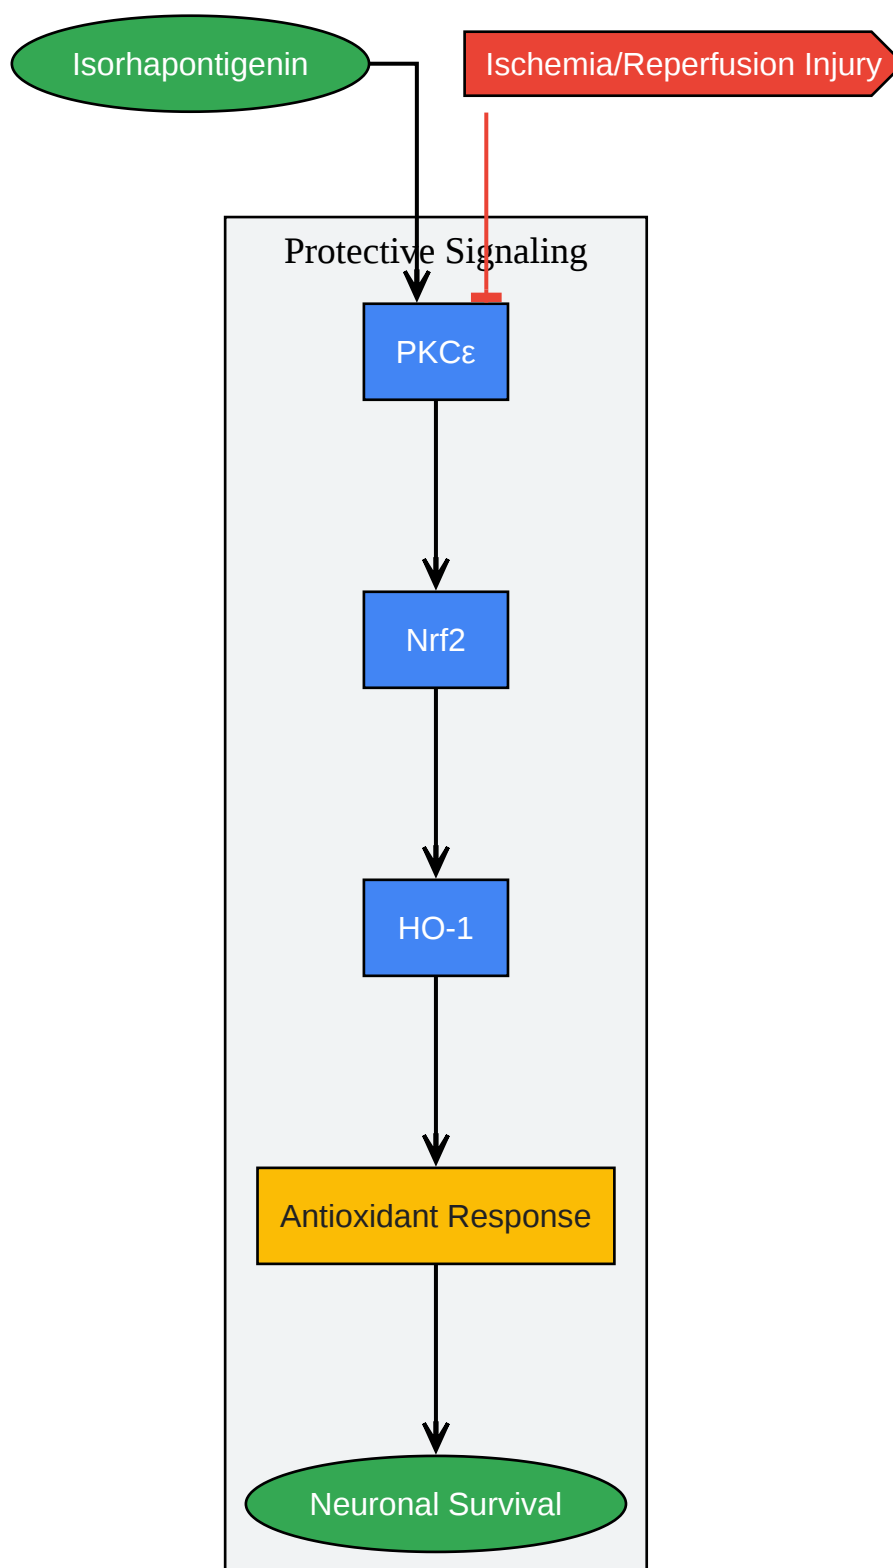 Isorhapontigenin
Ischemia/Reperfusion Injury
Protective Signaling
PKCε
Nrf2
HO-1
Antioxidant Response
Neuronal Survival